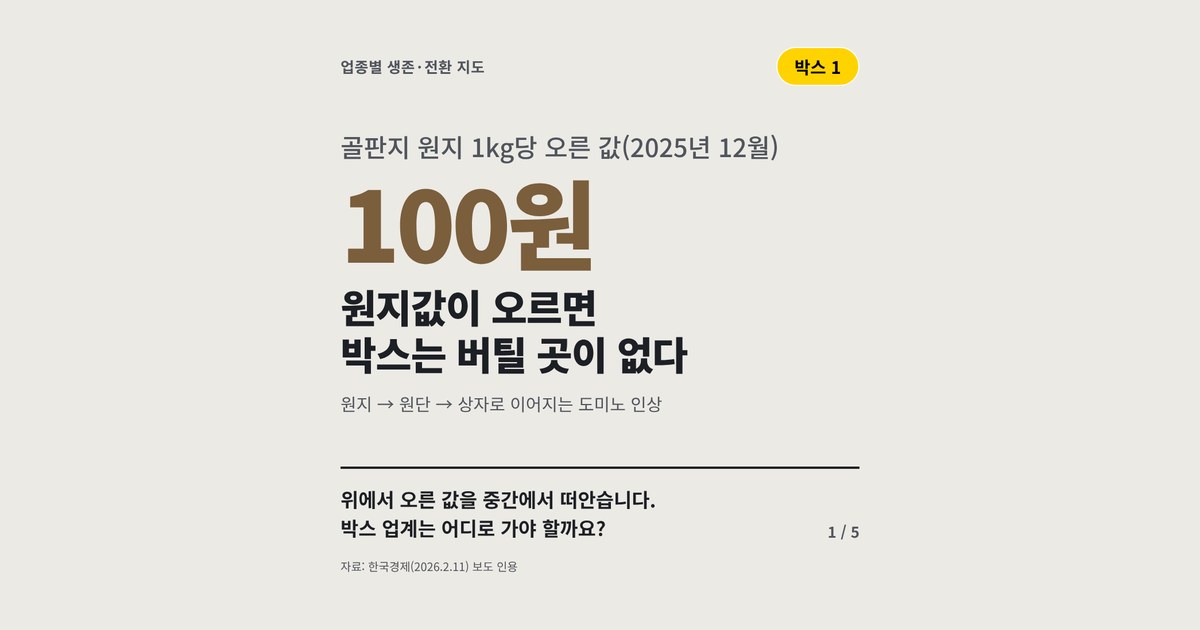 업종별 생존·전환 지도
박스 1
골판지 원지 1kg당 오른 값(2025년 12월)
100원
원지값이 오르면
박스는 버틸 곳이 없다
원지 → 원단 → 상자로 이어지는 도미노 인상
위에서 오른 값을 중간에서 떠안습니다.
박스 업계는 어디로 가야 할까요?
1 / 5
자료: 한국경제(2026.2.11) 보도 인용